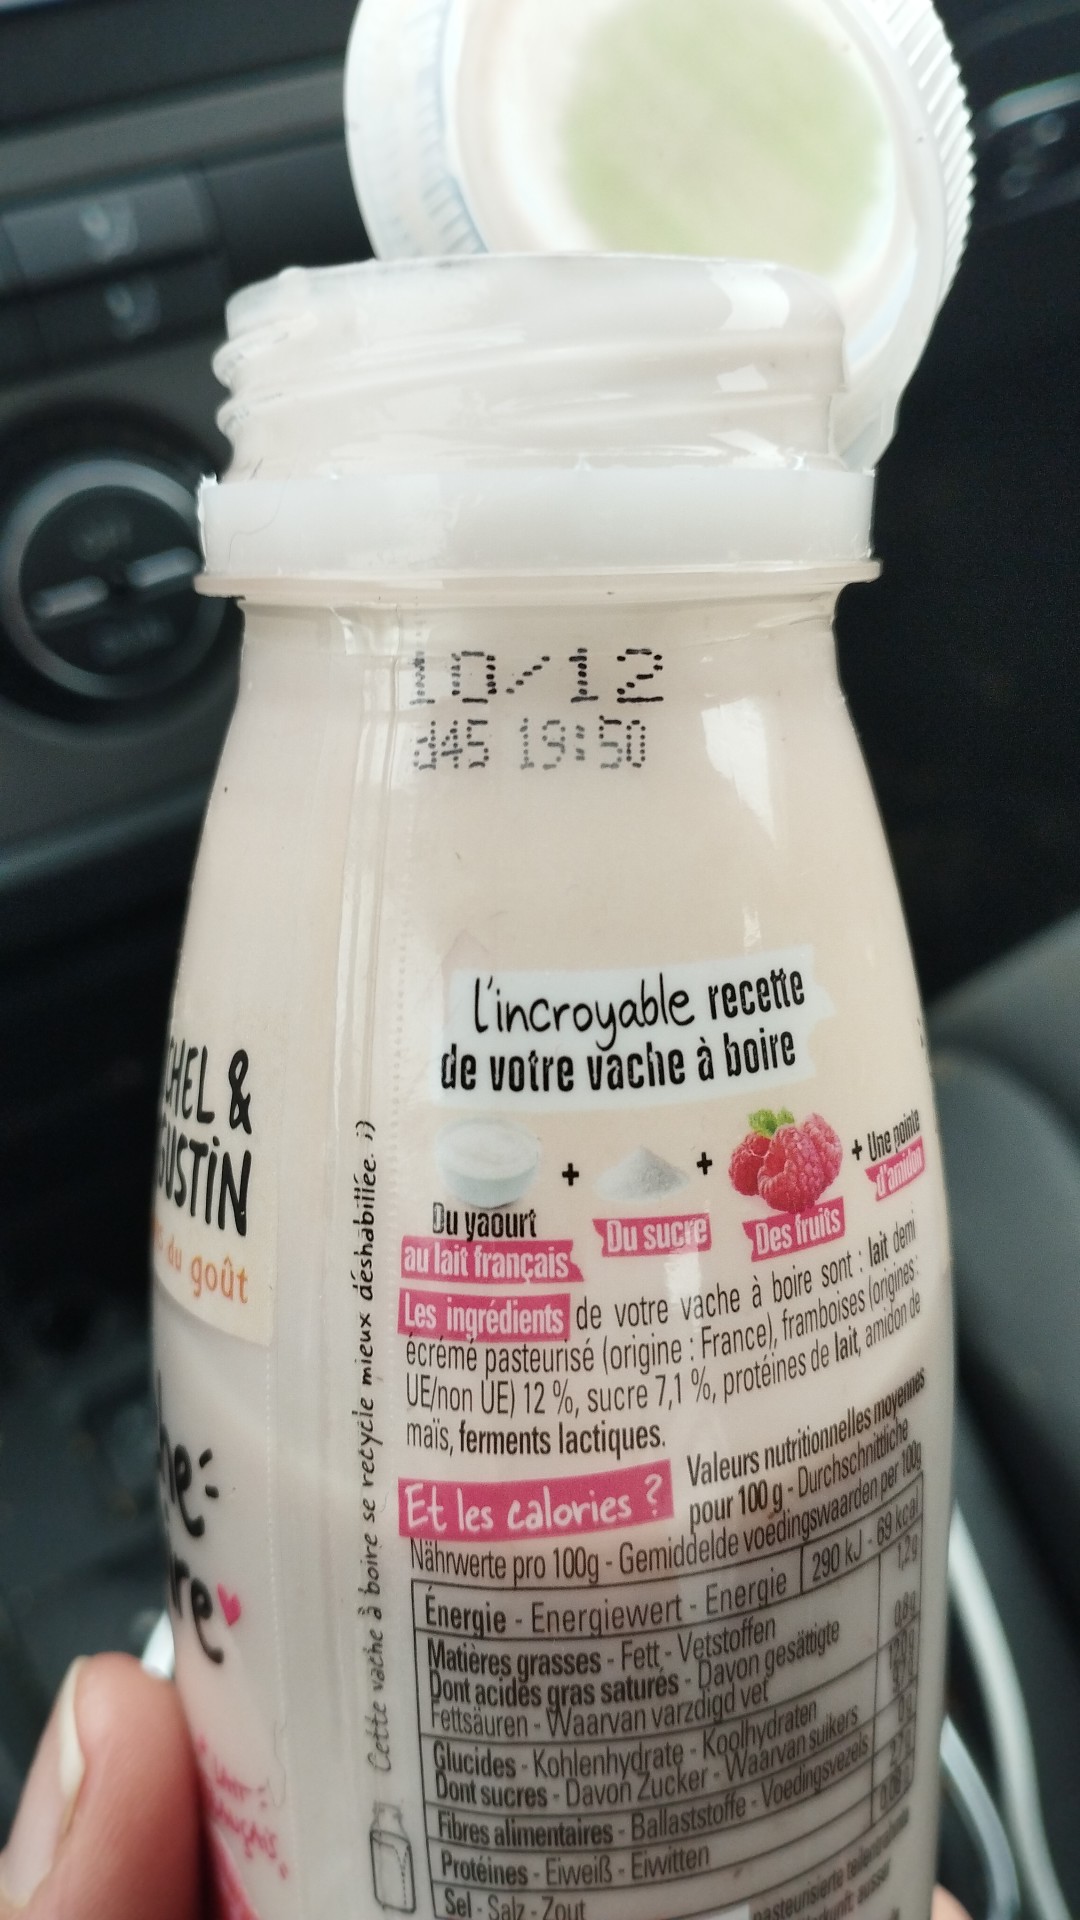 10/12
19:50
l'incroyable recette
de votre vache à boire
+ + + Une pointe
d'amidon
Du yaourt
au lait français
Du sucre
Des fruits
Les ingrédients de votre vache à boire sont : lait demi
écrémé pasteurisé (origine : France), framboises (origines :
UE/non UE) 12 %, sucre 7,1 %, protéines de lait, amidon de
maïs, ferments lactiques.
Et les calories ?
Valeurs nutritionnelles moyennes
pour 100 g - Durchschnittliche
Nährwerte pro 100g - Gemiddelde voedingswaarden per 100g
Énergie - Energiewert - Energie 290 kJ - 69 kcal
Matières grasses - Fett - Vetstoffen 1,2g
Dont acides gras saturés - Davon gesättigte
Fettsäuren - Waarvan varzdigd vet 0,8g
Glucides - Kohlenhydrate - Koolhydraten
Dont sucres - Davon Zucker - Waarvan suikers
Fibres alimentaires - Ballaststoffe - Voedingsvezels
Protéines - Eiweiß - Eiwitten
Sel - Salz - Zout
pasteurisierte
Cette vache à boire se recycle mieux déshabillée. ;)
CHEL &
GUSTiN
du goût